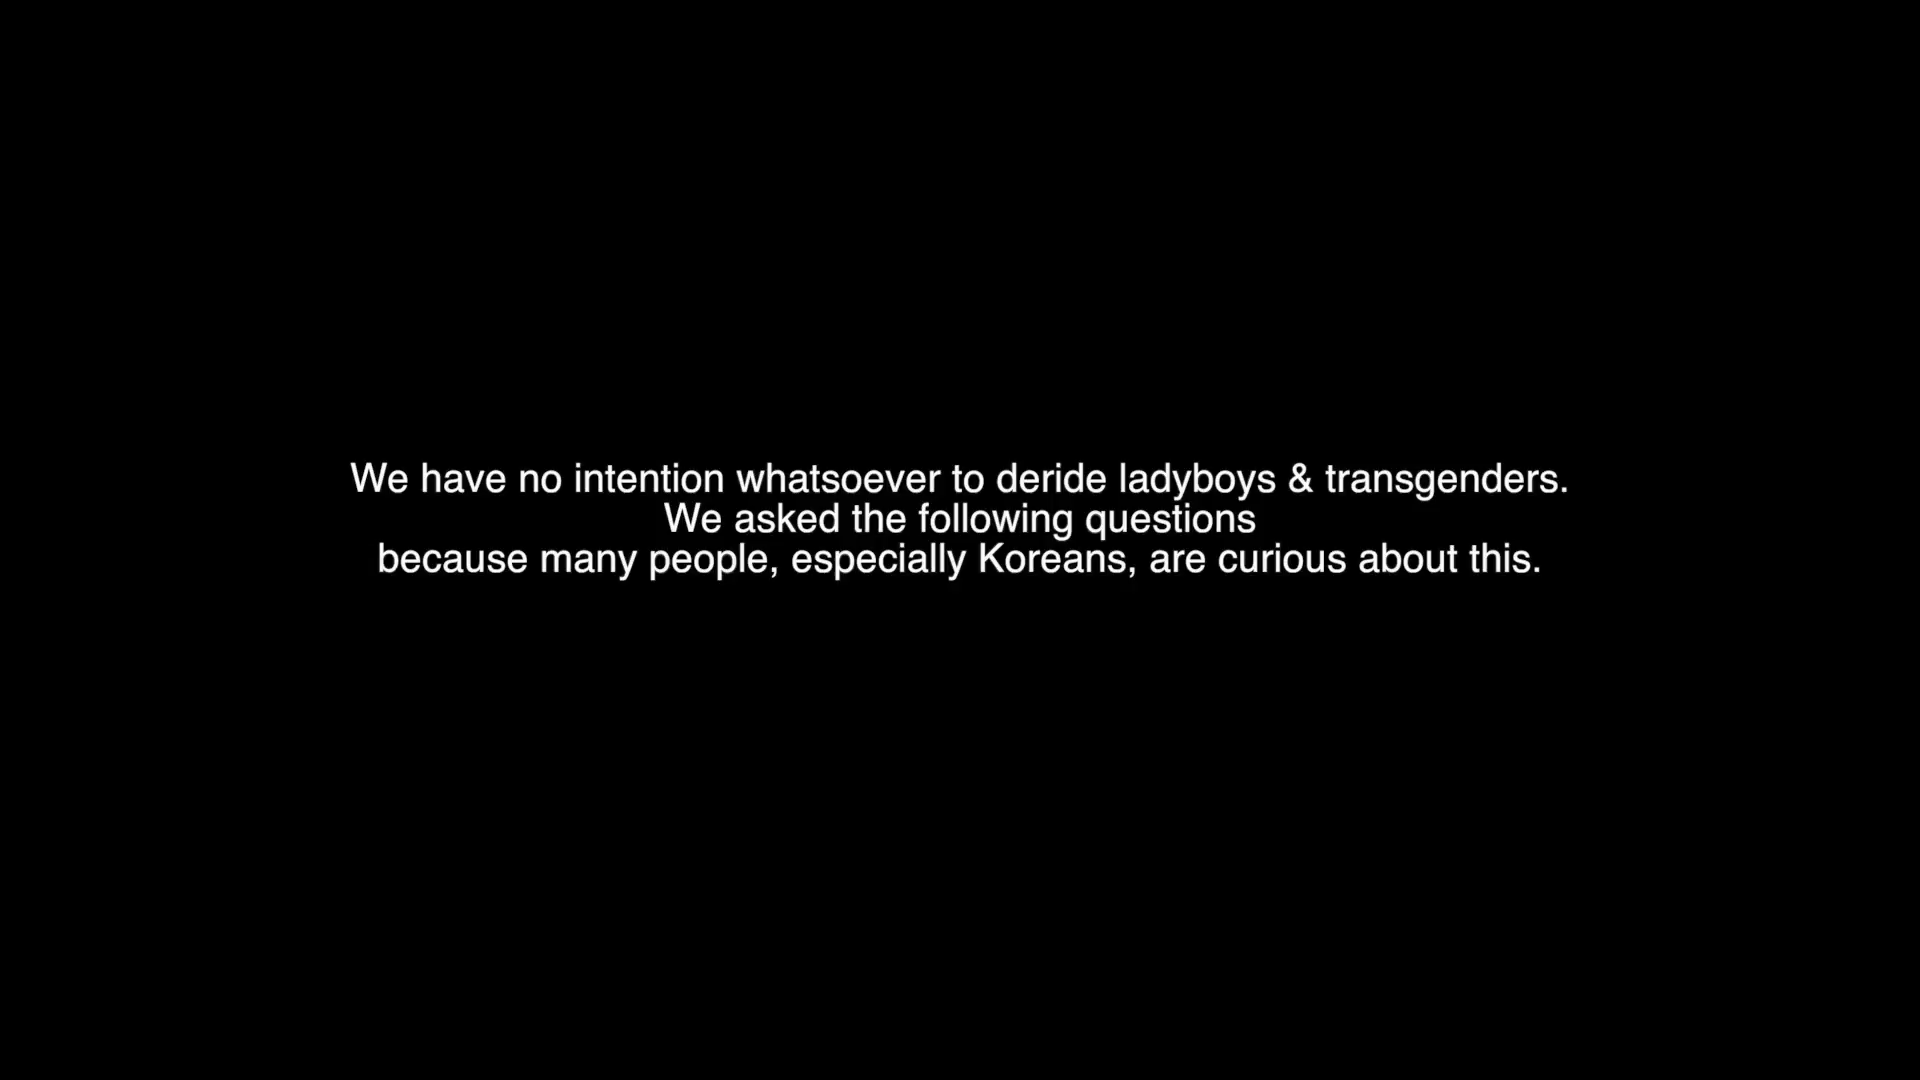 We have no intention whatsoever to deride ladyboys & transgenders.
We asked the following questions
because many people, especially Koreans, are curious about this.